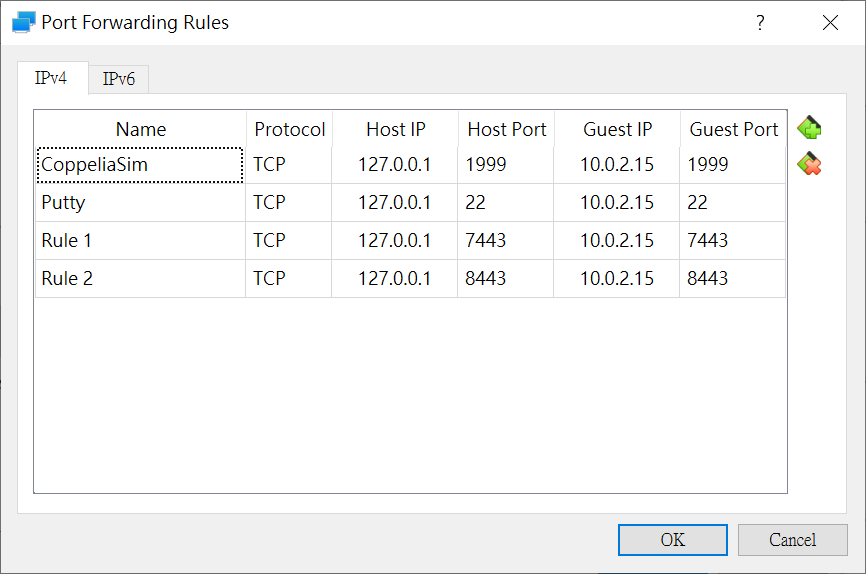 Port Forwarding Rules ?
IPv4 IPv6
Name Protocol Host IP Host Port Guest IP Guest Port
CoppeliaSim TCP 127.0.0.1 1999 10.0.2.15 1999
Putty TCP 127.0.0.1 22 10.0.2.15 22
Rule 1 TCP 127.0.0.1 7443 10.0.2.15 7443
Rule 2 TCP 127.0.0.1 8443 10.0.2.15 8443
OK Cancel